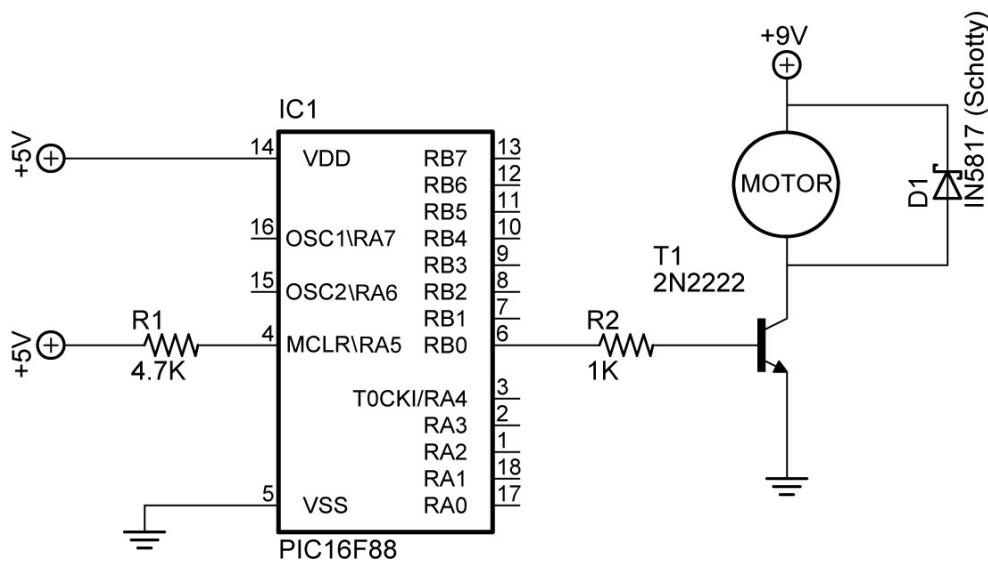 +9V
IN5817 (Schotty)
D1
MOTOR
IC1
+5V
14
VDD
RB7
13
RB6
12
RB5
11
16
OSC1\RA7
RB4
10
RB3
9
15
OSC2\RA6
RB2
8
RB1
7
T1
2N2222
+5V
R1
4.7K
4
MCLR\RA5
RB0
6
R2
1K
T0CKI/RA4
3
RA3
2
RA2
1
RA1
18
5
VSS
RA0
17
PIC16F88